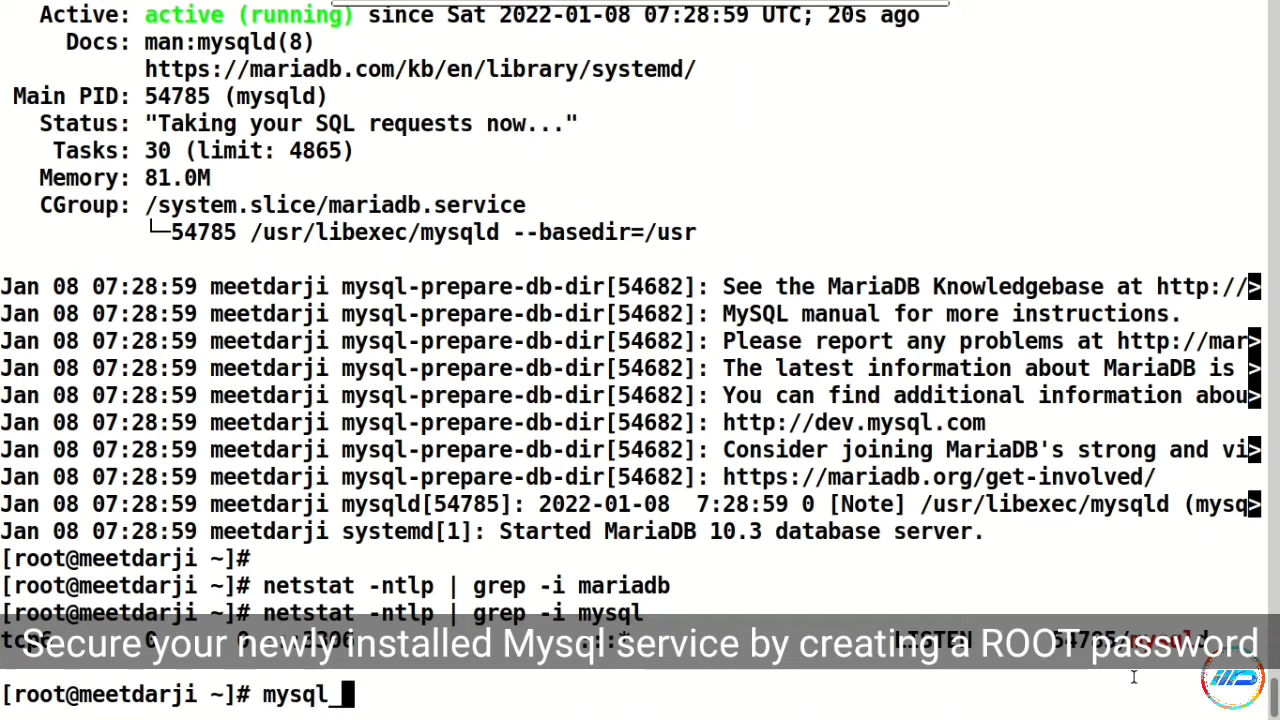 Active: active (running) since Sat 2022-01-08 07:28:59 UTC; 20s ago
Docs: man:mysqld(8)
https://mariadb.com/kb/en/library/systemd/
Main PID: 54785 (mysqld)
Status: "Taking your SQL requests now..."
Tasks: 30 (limit: 4865)
Memory: 81.0M
CGroup: /system.slice/mariadb.service
└─54785 /usr/libexec/mysqld --basedir=/usr
Jan 08 07:28:59 meetdarji mysql-prepare-db-dir[54682]: See the MariaDB Knowledgebase at http://>
Jan 08 07:28:59 meetdarji mysql-prepare-db-dir[54682]: MySQL manual for more instructions.
Jan 08 07:28:59 meetdarji mysql-prepare-db-dir[54682]: Please report any problems at http://mar>
Jan 08 07:28:59 meetdarji mysql-prepare-db-dir[54682]: The latest information about MariaDB is >
Jan 08 07:28:59 meetdarji mysql-prepare-db-dir[54682]: You can find additional information abou>
Jan 08 07:28:59 meetdarji mysql-prepare-db-dir[54682]: http://dev.mysql.com
Jan 08 07:28:59 meetdarji mysql-prepare-db-dir[54682]: Consider joining MariaDB's strong and vi>
Jan 08 07:28:59 meetdarji mysql-prepare-db-dir[54682]: https://mariadb.org/get-involved/
Jan 08 07:28:59 meetdarji mysqld[54785]: 2022-01-08  7:28:59 0 [Note] /usr/libexec/mysqld (mysq>
Jan 08 07:28:59 meetdarji systemd[1]: Started MariaDB 10.3 database server.
[root@meetdarji ~]#
[root@meetdarji ~]# netstat -ntlp | grep -i mariadb
[root@meetdarji ~]# netstat -ntlp | grep -i mysql
Secure your newly installed Mysql service by creating a ROOT password
[root@meetdarji ~]# mysql_